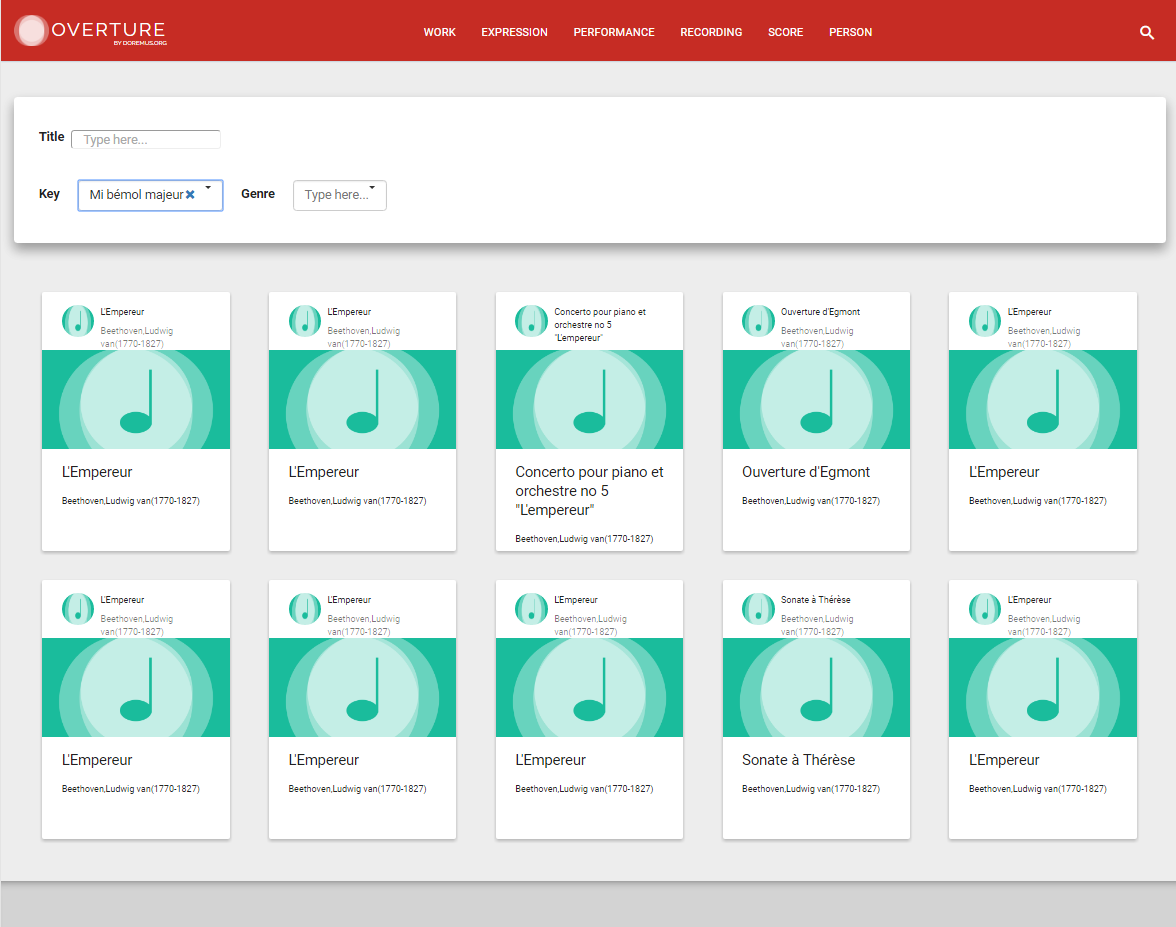 OVERTURE
BY DOREMUS.ORG
WORK EXPRESSION PERFORMANCE RECORDING SCORE PERSON
Title Type here...
Key Mi bémol majeur Genre Type here...
L'Empereur
Beethoven,Ludwig
van(1770-1827)
L'Empereur
Beethoven,Ludwig van(1770-1827)
L'Empereur
Beethoven,Ludwig
van(1770-1827)
L'Empereur
Beethoven,Ludwig van(1770-1827)
Concerto pour piano et
orchestre no 5
"L'empereur"
Concerto pour piano et
orchestre no 5
"L'empereur"
Beethoven,Ludwig van(1770-1827)
Ouverture d'Egmont
Beethoven,Ludwig
van(1770-1827)
Ouverture d'Egmont
Beethoven,Ludwig van(1770-1827)
L'Empereur
Beethoven,Ludwig
van(1770-1827)
L'Empereur
Beethoven,Ludwig van(1770-1827)
L'Empereur
Beethoven,Ludwig
van(1770-1827)
L'Empereur
Beethoven,Ludwig van(1770-1827)
L'Empereur
Beethoven,Ludwig
van(1770-1827)
L'Empereur
Beethoven,Ludwig van(1770-1827)
L'Empereur
Beethoven,Ludwig
van(1770-1827)
L'Empereur
Beethoven,Ludwig van(1770-1827)
Sonate à Thérèse
Beethoven,Ludwig
van(1770-1827)
Sonate à Thérèse
Beethoven,Ludwig van(1770-1827)
L'Empereur
Beethoven,Ludwig
van(1770-1827)
L'Empereur
Beethoven,Ludwig van(1770-1827)